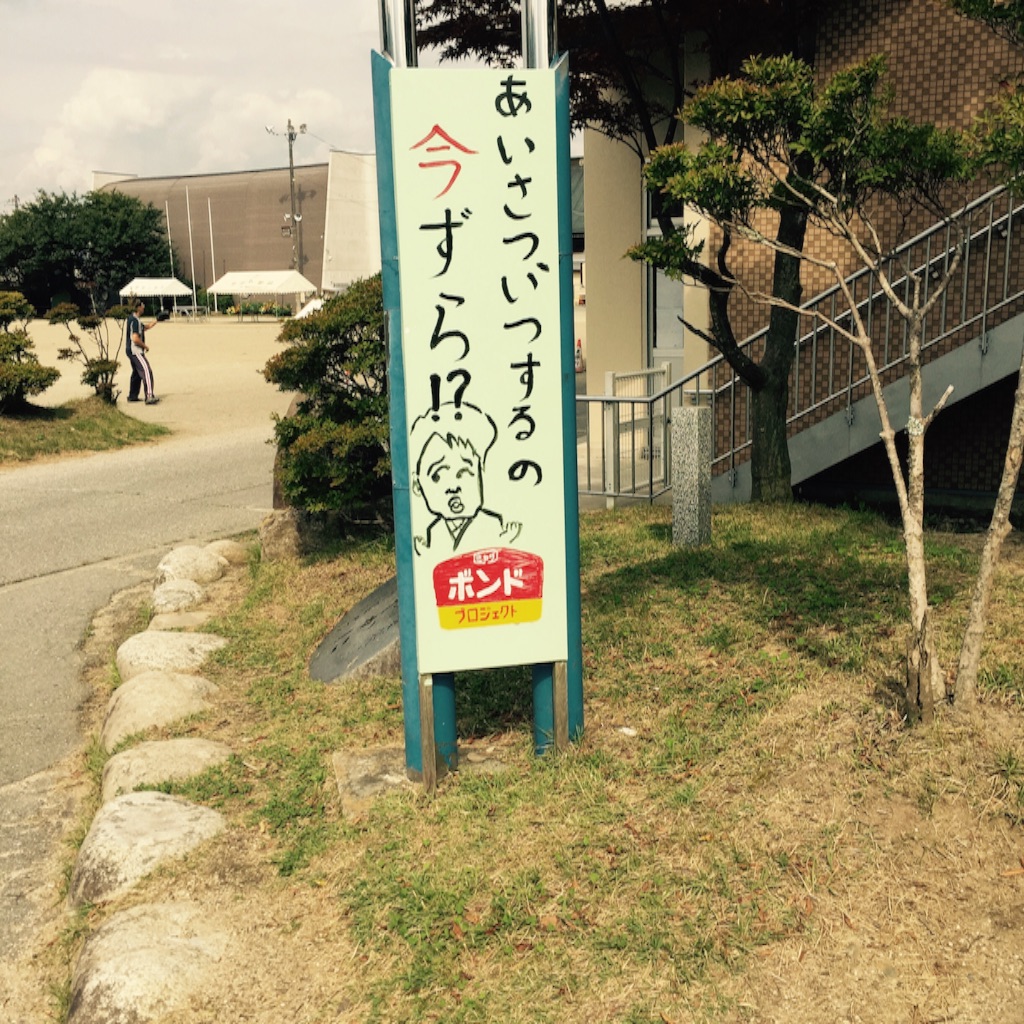 あいさつ、いつするの
今ずら!?
ボンド
プロジェクト